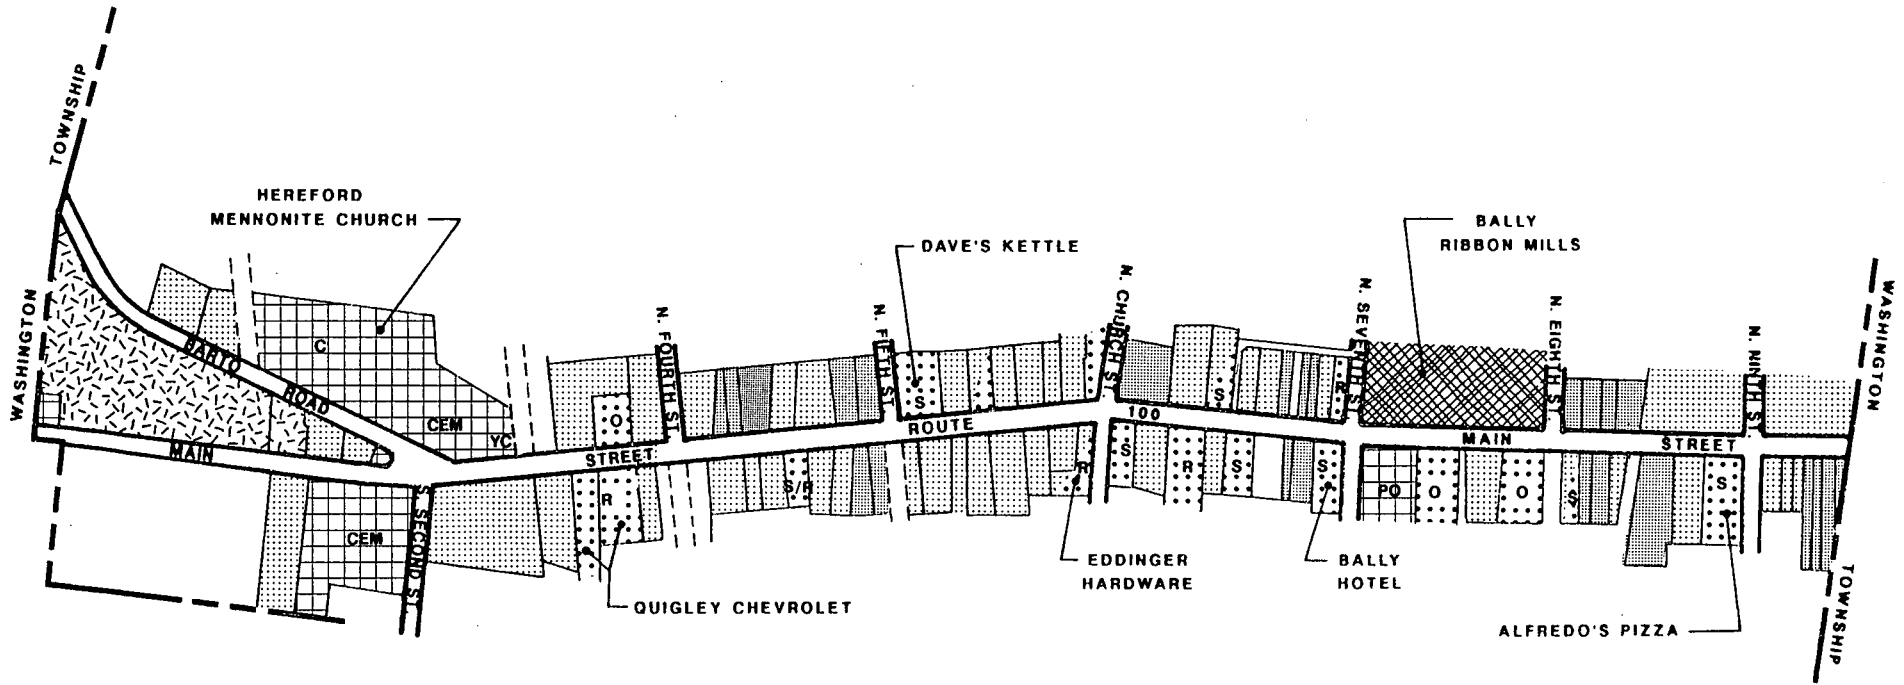 TOWNSHIP
WASHINGTON
HEREFORD
MENNONITE CHURCH
BARTO
ROAD
MAIN
C
CEM
YC
CEM
S. SECOND ST.
STREET
O
R
QUIGLEY CHEVROLET
N. FOURTH ST.
S/R
N. FIFTH ST.
DAVE'S KETTLE
S
ROUTE
R
EDDINGER
HARDWARE
N. CHURCH ST.
100
S
S
R
S
S
BALLY
HOTEL
R
N. SEVENTH ST.
BALLY
RIBBON MILLS
MAIN
PO
O
O
N. EIGHTH ST.
S
STREET
S
N. NINTH ST.
ALFREDO'S PIZZA
WASHINGTON
TOWNSHIP